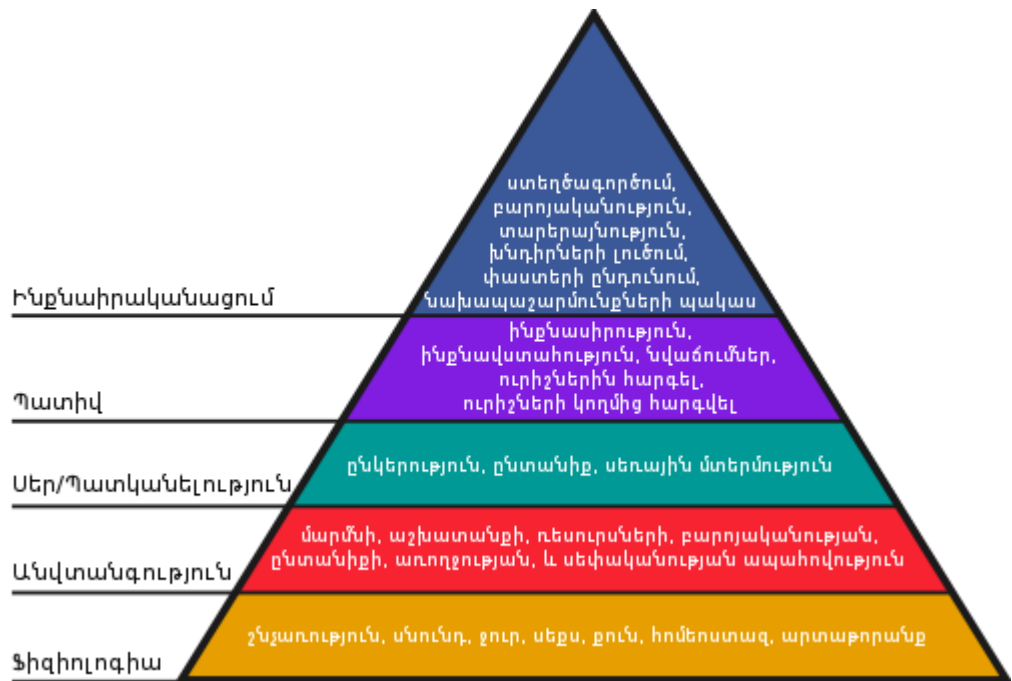 ստեղծագործում,
բարոյականություն,
տարերայնություն,
խնդիրների լուծում,
փաստերի ընդունում,
նախապաշարմունքների պակաս
Ինքնաիրականացում
ինքնասիրություն,
ինքնավստահություն, նվաճումներ,
ուրիշներին հարգել,
ուրիշների կողմից հարգվել
Պատիվ
ընկերություն, ընտանիք, սեռային մտերմություն
Սեր/Պատկանելություն
մարմնի, աշխատանքի, ռեսուրսների, բարոյականության,
ընտանիքի, առողջության, և սեփականության ապահովություն
Անվտանգություն
շնչառություն, սնունդ, ջուր, սեքս, քուն, հոմեոստազ, արտաթորանք
Ֆիզիոլոգիա